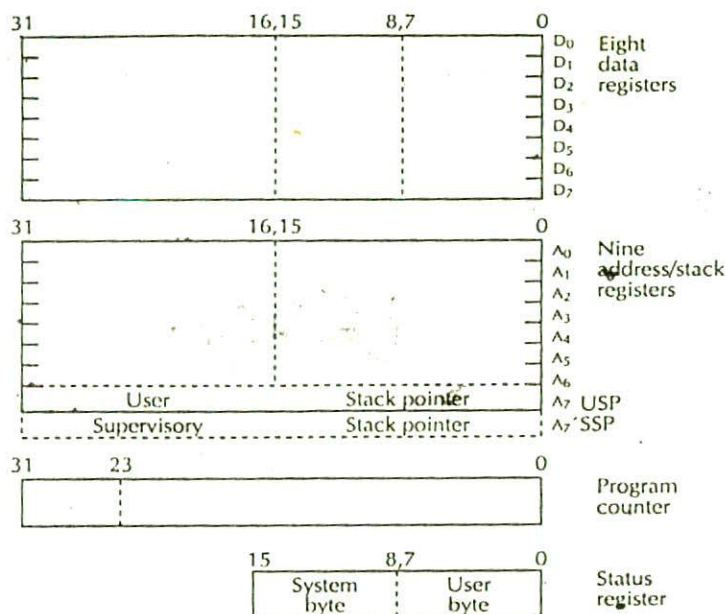 31 16,15 8,7 0
D0 Eight
D1 data
D2 registers
D3
D4
D5
D6
D7
31 16,15 0
A0 Nine
A1 address/stack
A2 registers
A3
A4
A5
A6
User Stack pointer A7 USP
Supervisory Stack pointer A7´SSP
31 23 0
Program
counter
15 8,7 0
System User Status
byte byte register